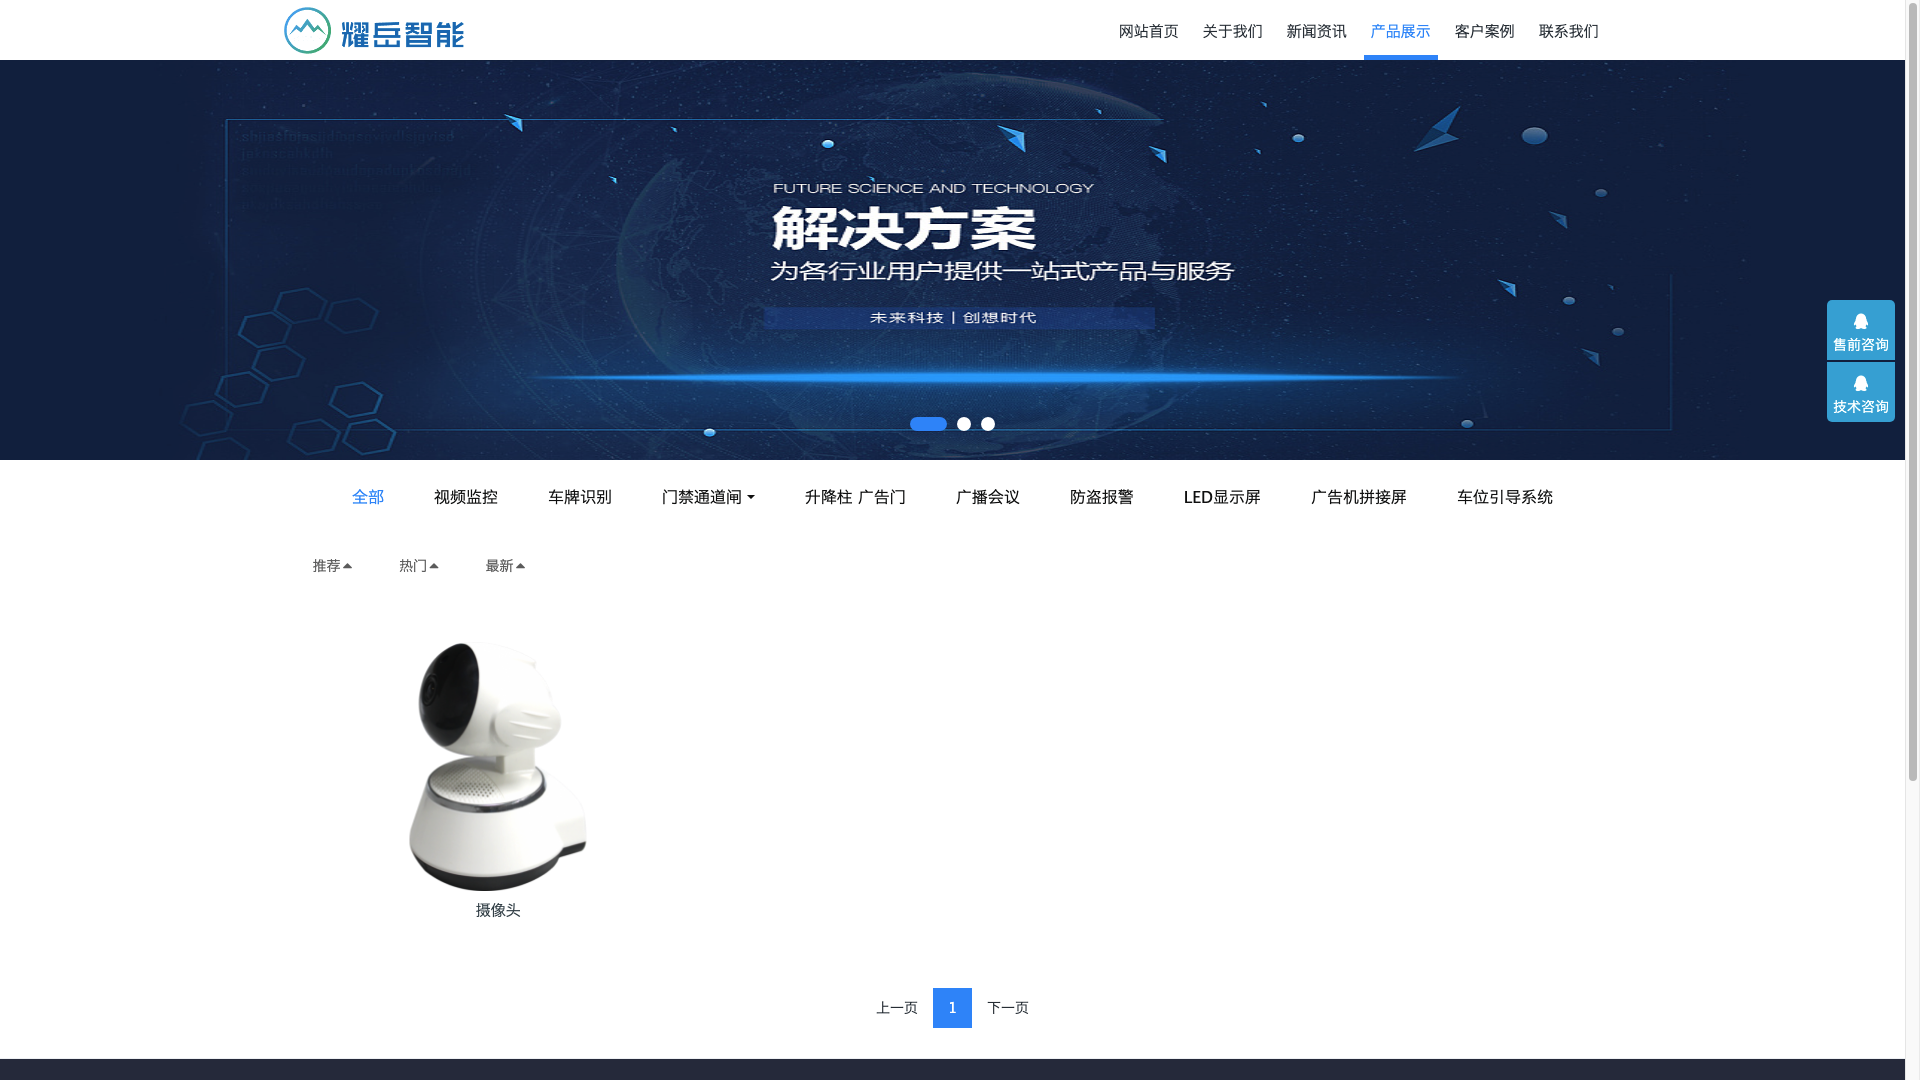 耀岳智能
网站首页 关于我们 新闻资讯 产品展示 客户案例 联系我们
FUTURE SCIENCE AND TECHNOLOGY
解决方案
为各行业用户提供一站式产品与服务
未来科技丨创想时代
售前咨询
技术咨询
全部 视频监控 车牌识别 门禁通道闸 升降柱 广告门 广播会议 防盗报警 LED显示屏 广告机拼接屏 车位引导系统
推荐 热门 最新
摄像头
上一页 1 下一页